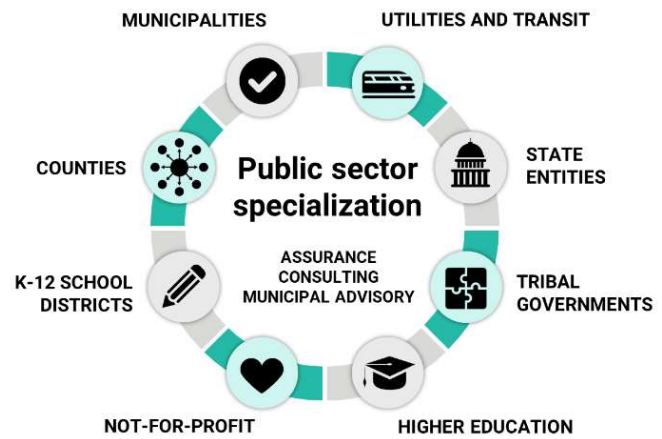 MUNICIPALITIES
UTILITIES AND TRANSIT
COUNTIES
Public sector
specialization
STATE
ENTITIES
K-12 SCHOOL
DISTRICTS
ASSURANCE
CONSULTING
MUNICIPAL ADVISORY
TRIBAL
GOVERNMENTS
NOT-FOR-PROFIT
HIGHER EDUCATION